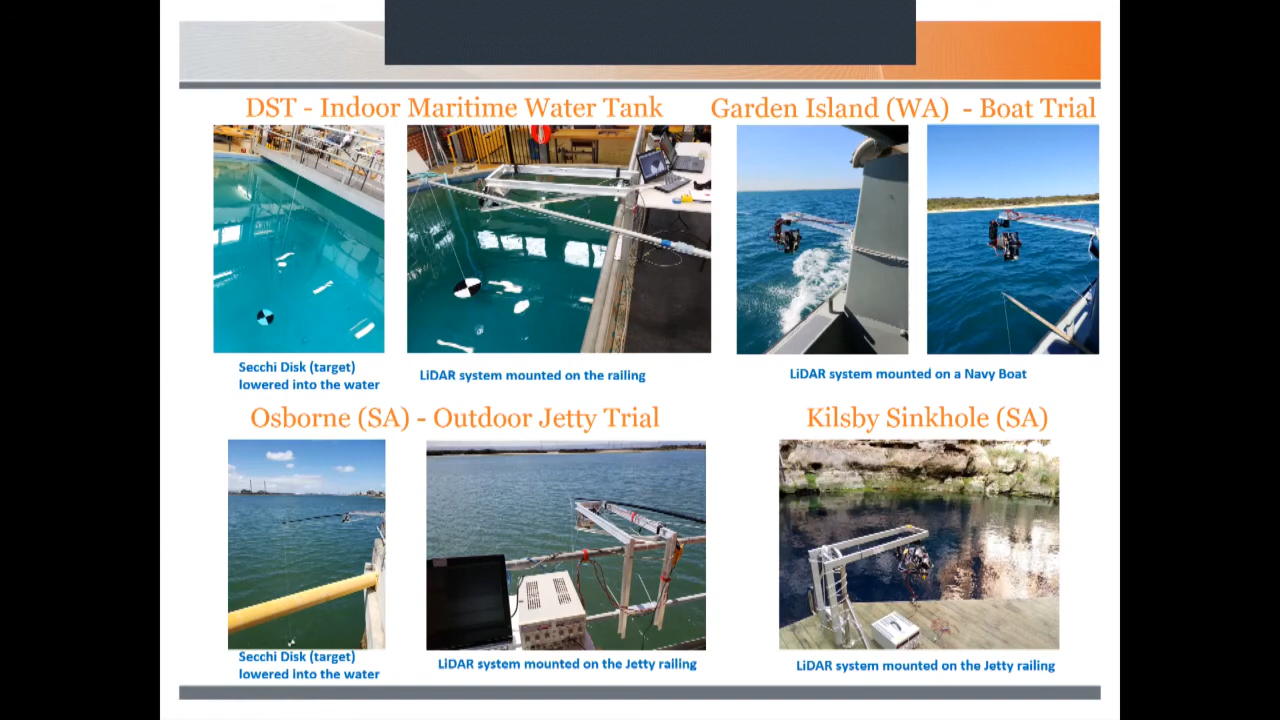 DST - Indoor Maritime Water Tank
Garden Island (WA) - Boat Trial
Secchi Disk (target)
lowered into the water
LiDAR system mounted on the railing
LiDAR system mounted on a Navy Boat
Osborne (SA) - Outdoor Jetty Trial
Kilsby Sinkhole (SA)
Secchi Disk (target)
lowered into the water
LiDAR system mounted on the Jetty railing
LiDAR system mounted on the Jetty railing